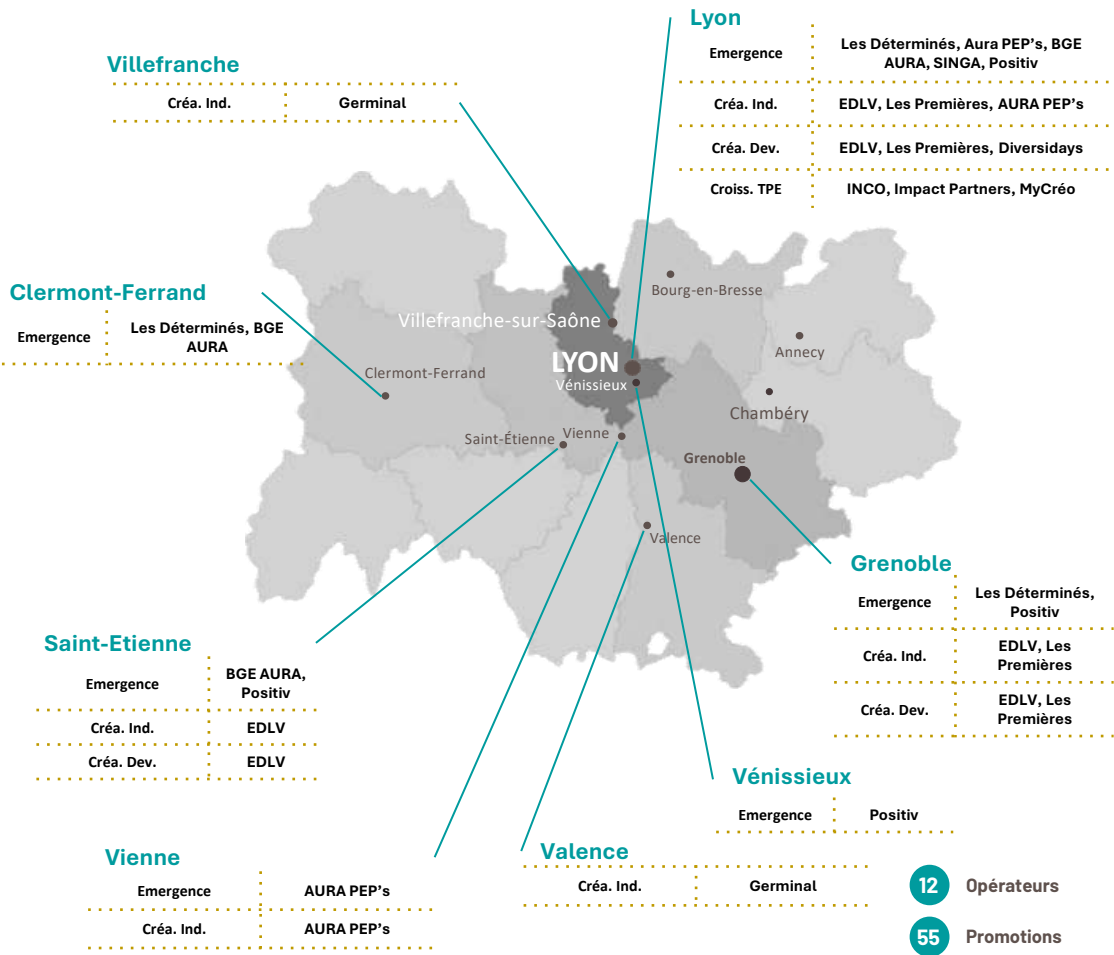 Lyon
Emergence
Les Déterminés, Aura PEP's, BGE
AURA, SINGA, Positiv
Créa. Ind.
EDLV, Les Premières, AURA PEP's
Créa. Dev.
EDLV, Les Premières, Diversidays
Croiss. TPE
INCO, Impact Partners, MyCréo
Villefranche
Créa. Ind.
Germinal
Clermont-Ferrand
Emergence
Les Déterminés, BGE
AURA
Bourg-en-Bresse
Villefranche-sur-Saône
Annecy
LYON
Vénissieux
Clermont-Ferrand
Chambéry
Saint-Étienne
Vienne
Grenoble
Valence
Grenoble
Emergence
Les Déterminés,
Positiv
Créa. Ind.
EDLV, Les
Premières
Créa. Dev.
EDLV, Les
Premières
Saint-Etienne
Emergence
BGE AURA,
Positiv
Créa. Ind.
EDLV
Créa. Dev.
EDLV
Vénissieux
Emergence
Positiv
Vienne
Emergence
AURA PEP's
Créa. Ind.
AURA PEP's
Valence
Créa. Ind.
Germinal
12 Opérateurs
55 Promotions